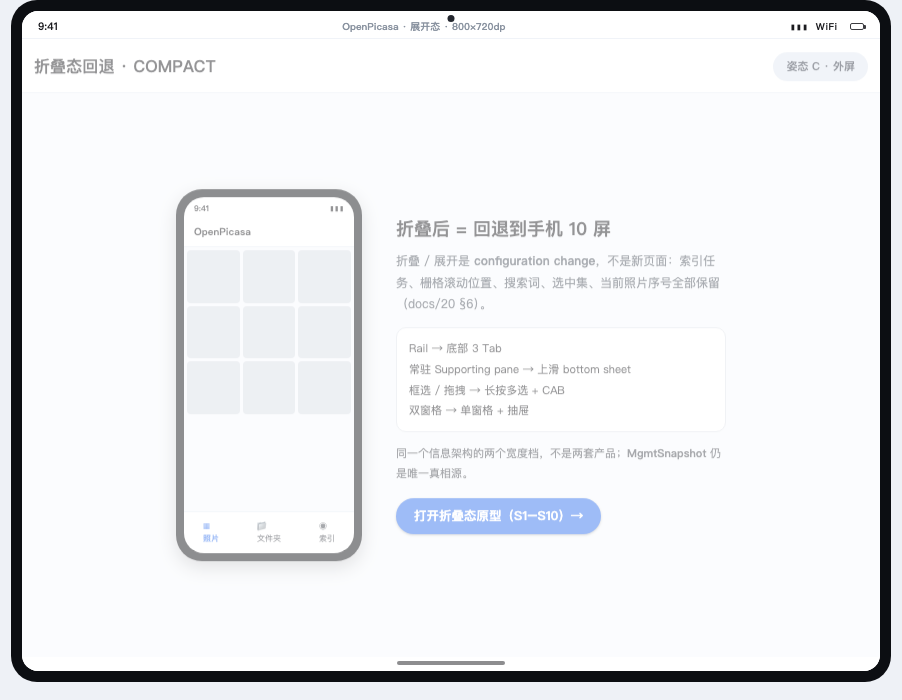 9:41
OpenPicasa · 展开态 · 800×720dp
WiFi
折叠态回退 · COMPACT
姿态 C · 外屏
9:41
OpenPicasa
照片
文件夹
索引
折叠后 = 回退到手机 10 屏
折叠 / 展开是 configuration change，不是新页面：索引任
务、栅格滚动位置、搜索词、选中集、当前照片序号全部保留
（docs/20 §6）。
Rail → 底部 3 Tab
常驻 Supporting pane → 上滑 bottom sheet
框选 / 拖拽 → 长按多选 + CAB
双窗格 → 单窗格 + 抽屉
同一个信息架构的两个宽度档，不是两套产品；MgmtSnapshot 仍
是唯一真相源。
打开折叠态原型（S1—S10）→